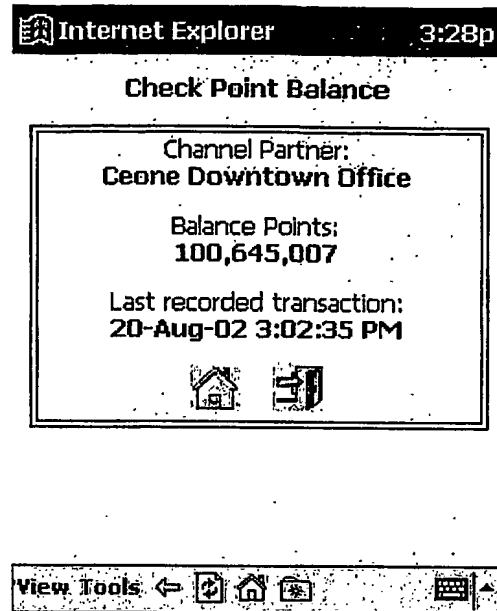 Internet Explorer 3:28p
Check Point Balance
Channel Partner:
Ceone Downtown Office
Balance Points:
100,645,007
Last recorded transaction:
20-Aug-02 3:02:35 PM
View Tools